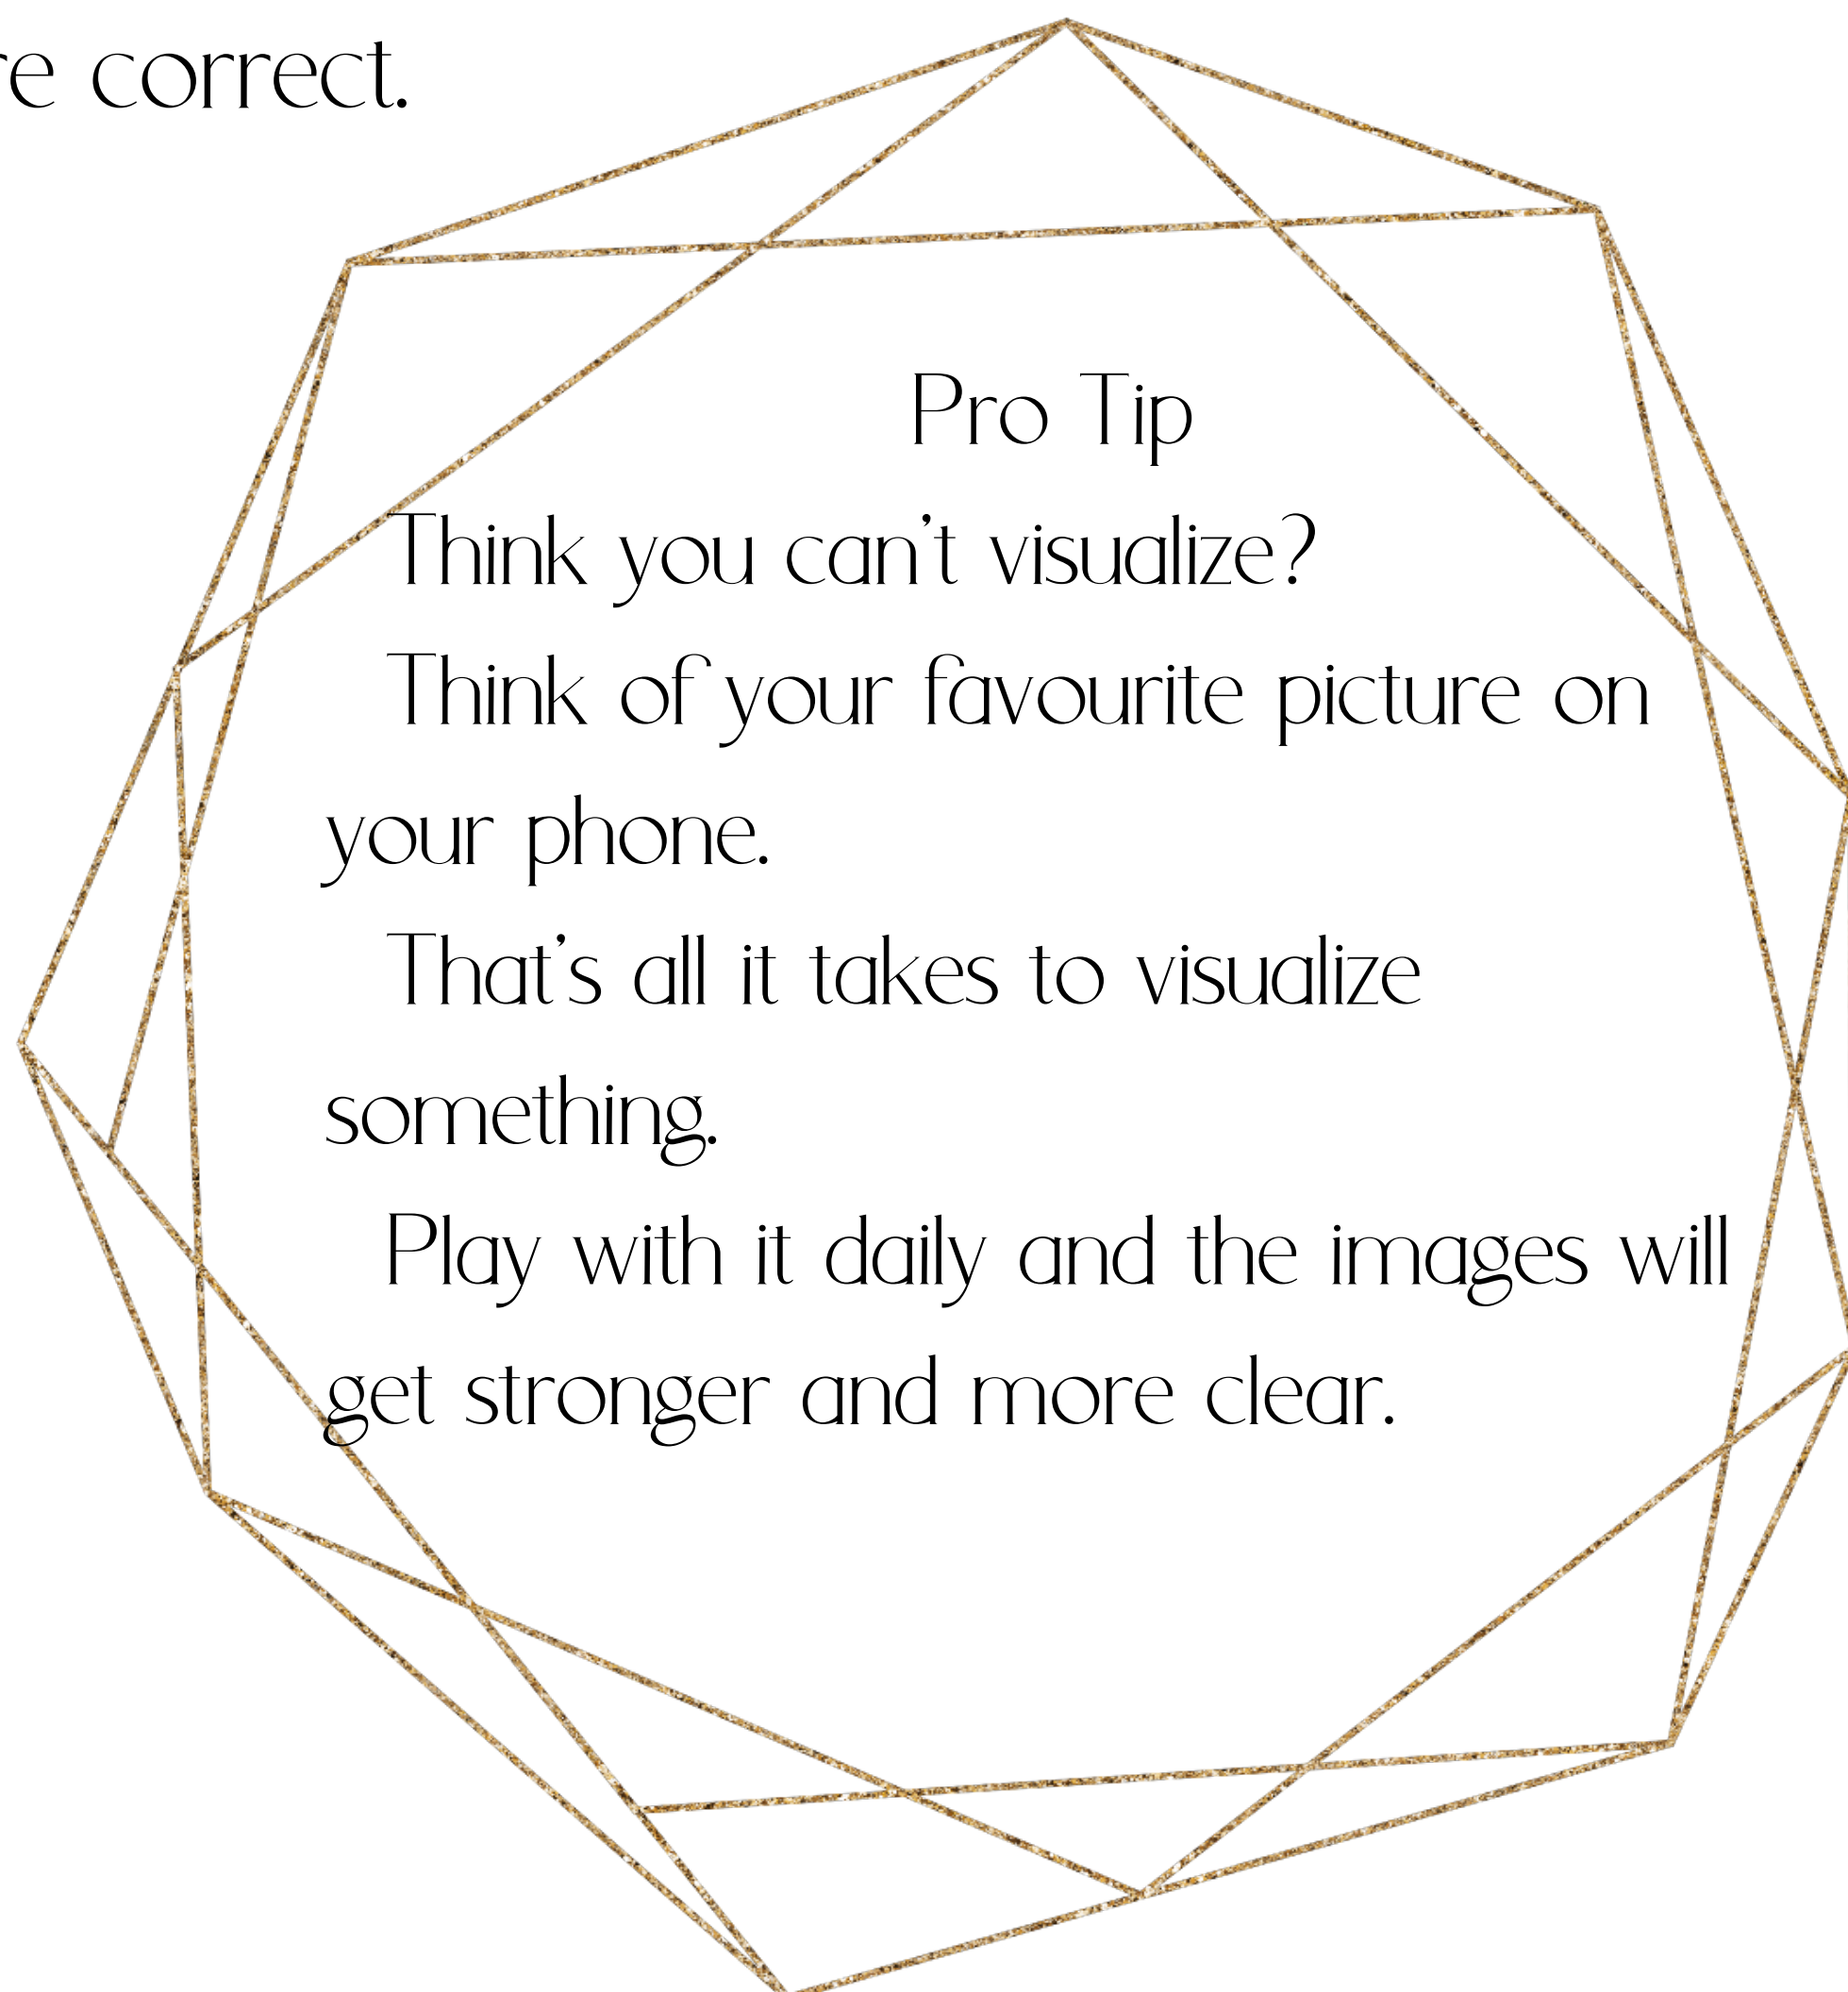 correct.
Pro Tip
Think you can't visualize?
Think of your favourite picture on
your phone.
That's all it takes to visualize
something.
Play with it daily and the images will
get stronger and more clear.